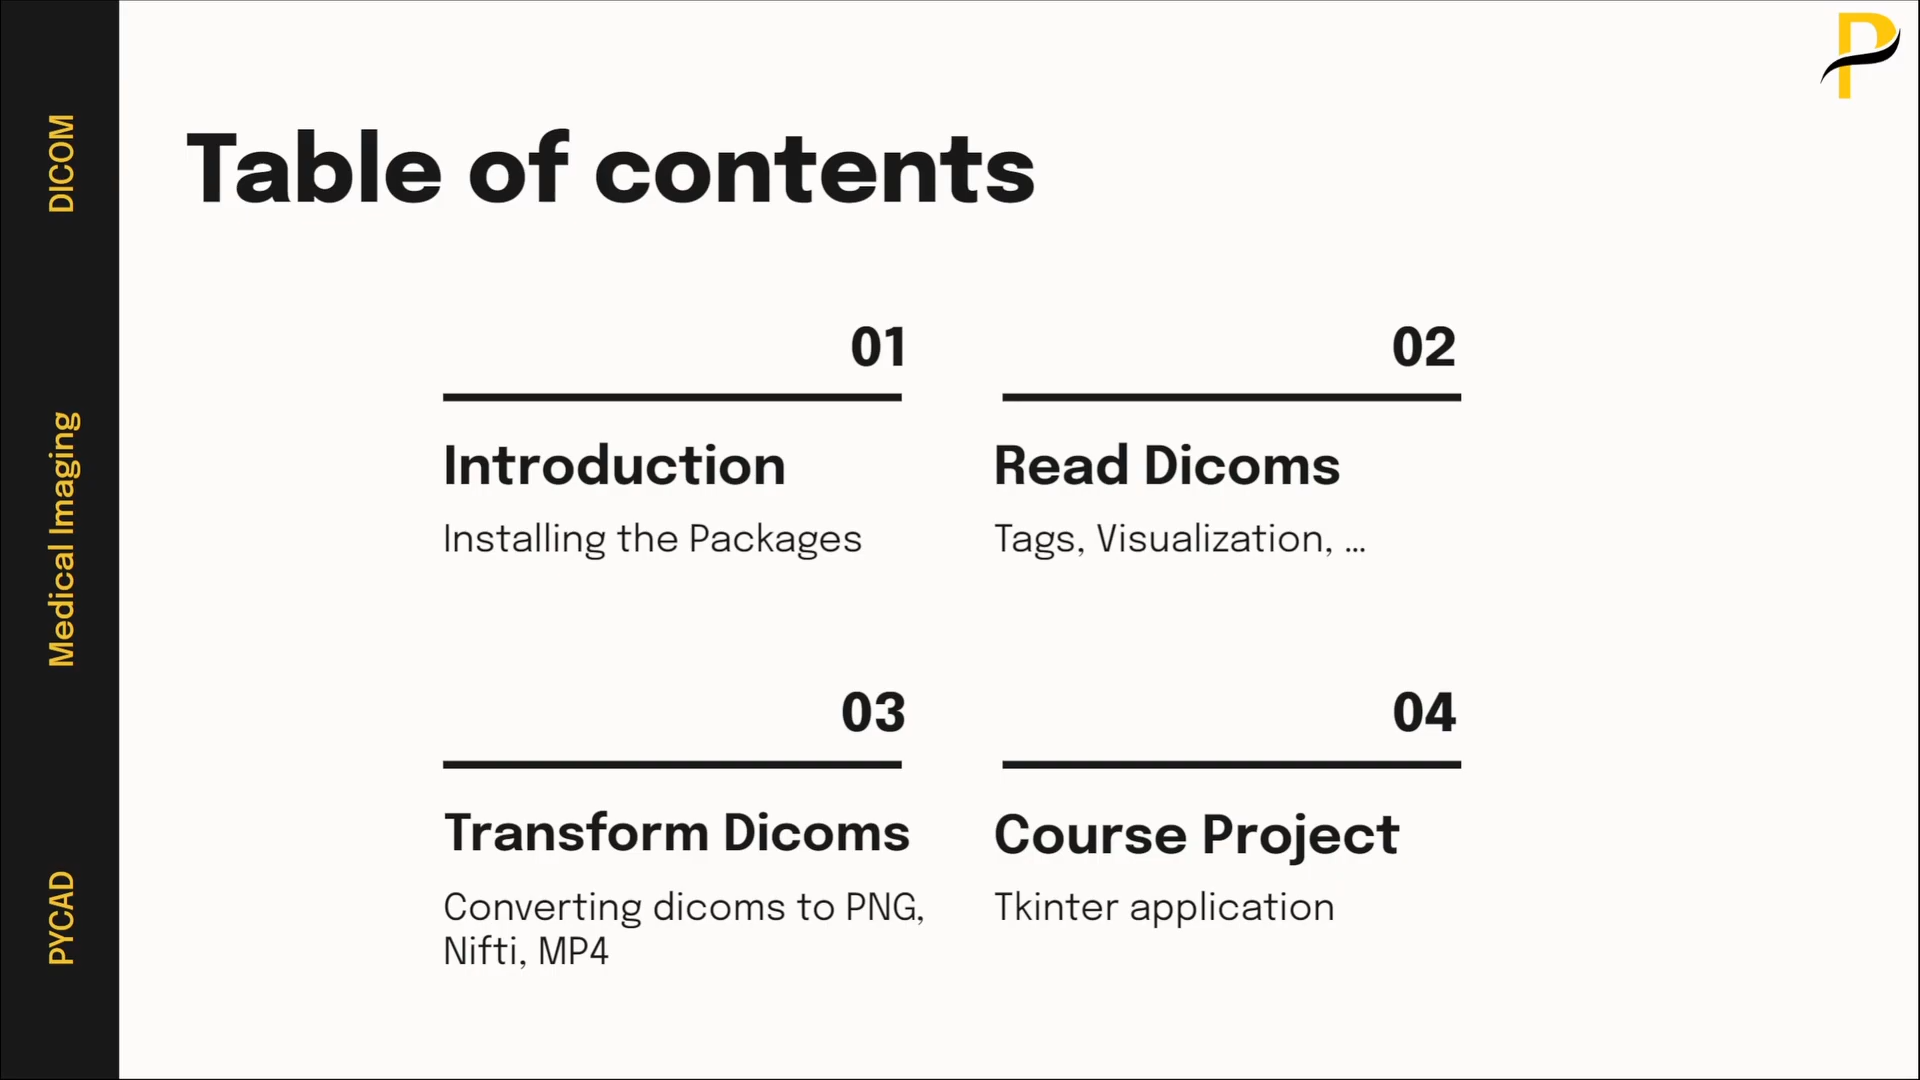 DICOM
Medical Imaging
PYCAD
P
Table of contents
01
Introduction
Installing the Packages
02
Read Dicoms
Tags, Visualization, ...
03
Transform Dicoms
Converting dicoms to PNG,
Nifti, MP4
04
Course Project
Tkinter application